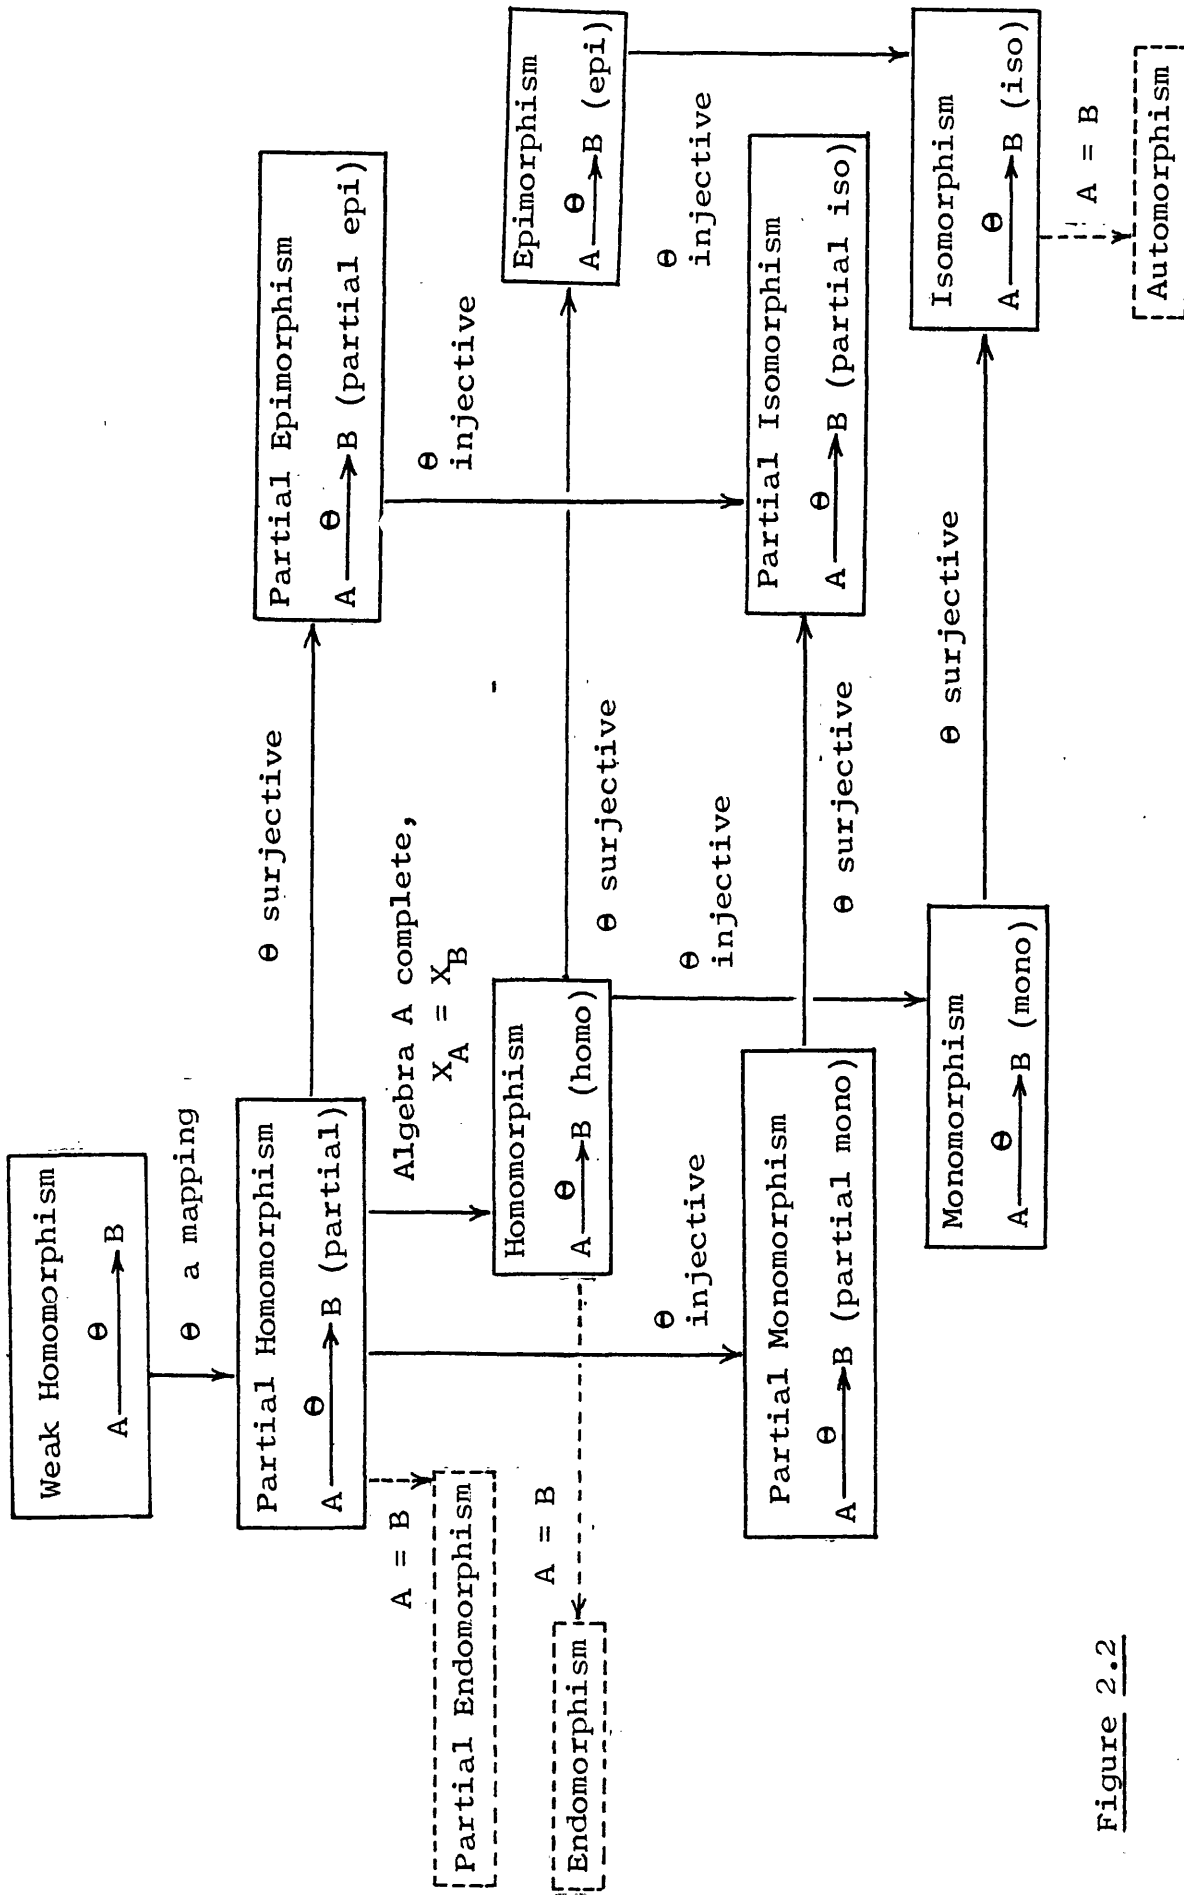 Weak Homomorphism
A Θ B
Θ a mapping
Partial Homomorphism
A Θ B (partial)
Θ surjective
Partial Epimorphism
A Θ B (partial epi)
A = B
Partial Endomorphism
Algebra A complete,
X_A = X_B
Θ
injective
Homomorphism
A Θ B (homo)
Θ surjective
Epimorphism
A Θ B (epi)
A = B
Endomorphism
Θ
injective
Θ
injective
Θ
injective
Partial Monomorphism
A Θ B (partial mono)
Θ surjective
Partial Isomorphism
A Θ B (partial iso)
Monomorphism
A Θ B (mono)
Θ surjective
Isomorphism
A Θ B (iso)
A = B
Automorphism
Figure 2.2